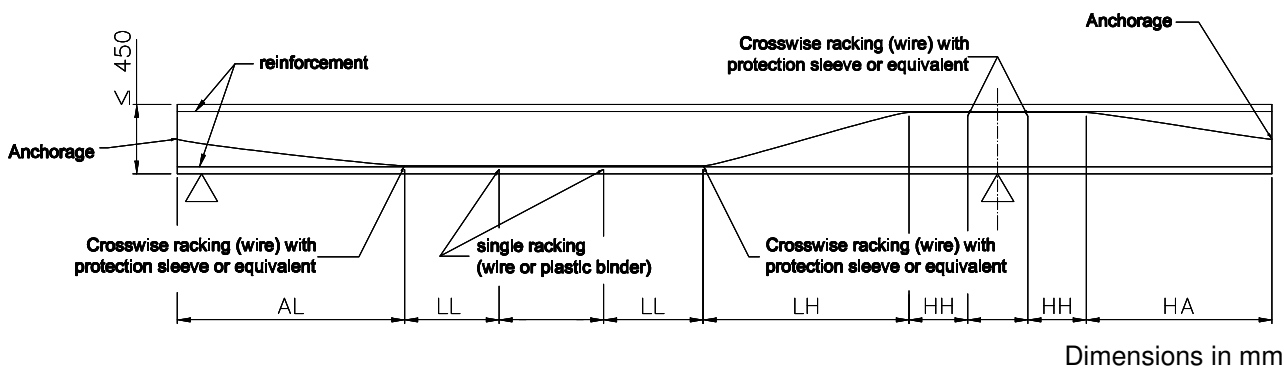 Anchorage
Crosswise racking (wire) with
protection sleeve or equivalent
≤ 450
reinforcement
Anchorage
Crosswise racking (wire) with
protection sleeve or equivalent
single racking
(wire or plastic binder)
Crosswise racking (wire) with
protection sleeve or equivalent
AL LL LL LH HH HH HA
Dimensions in mm